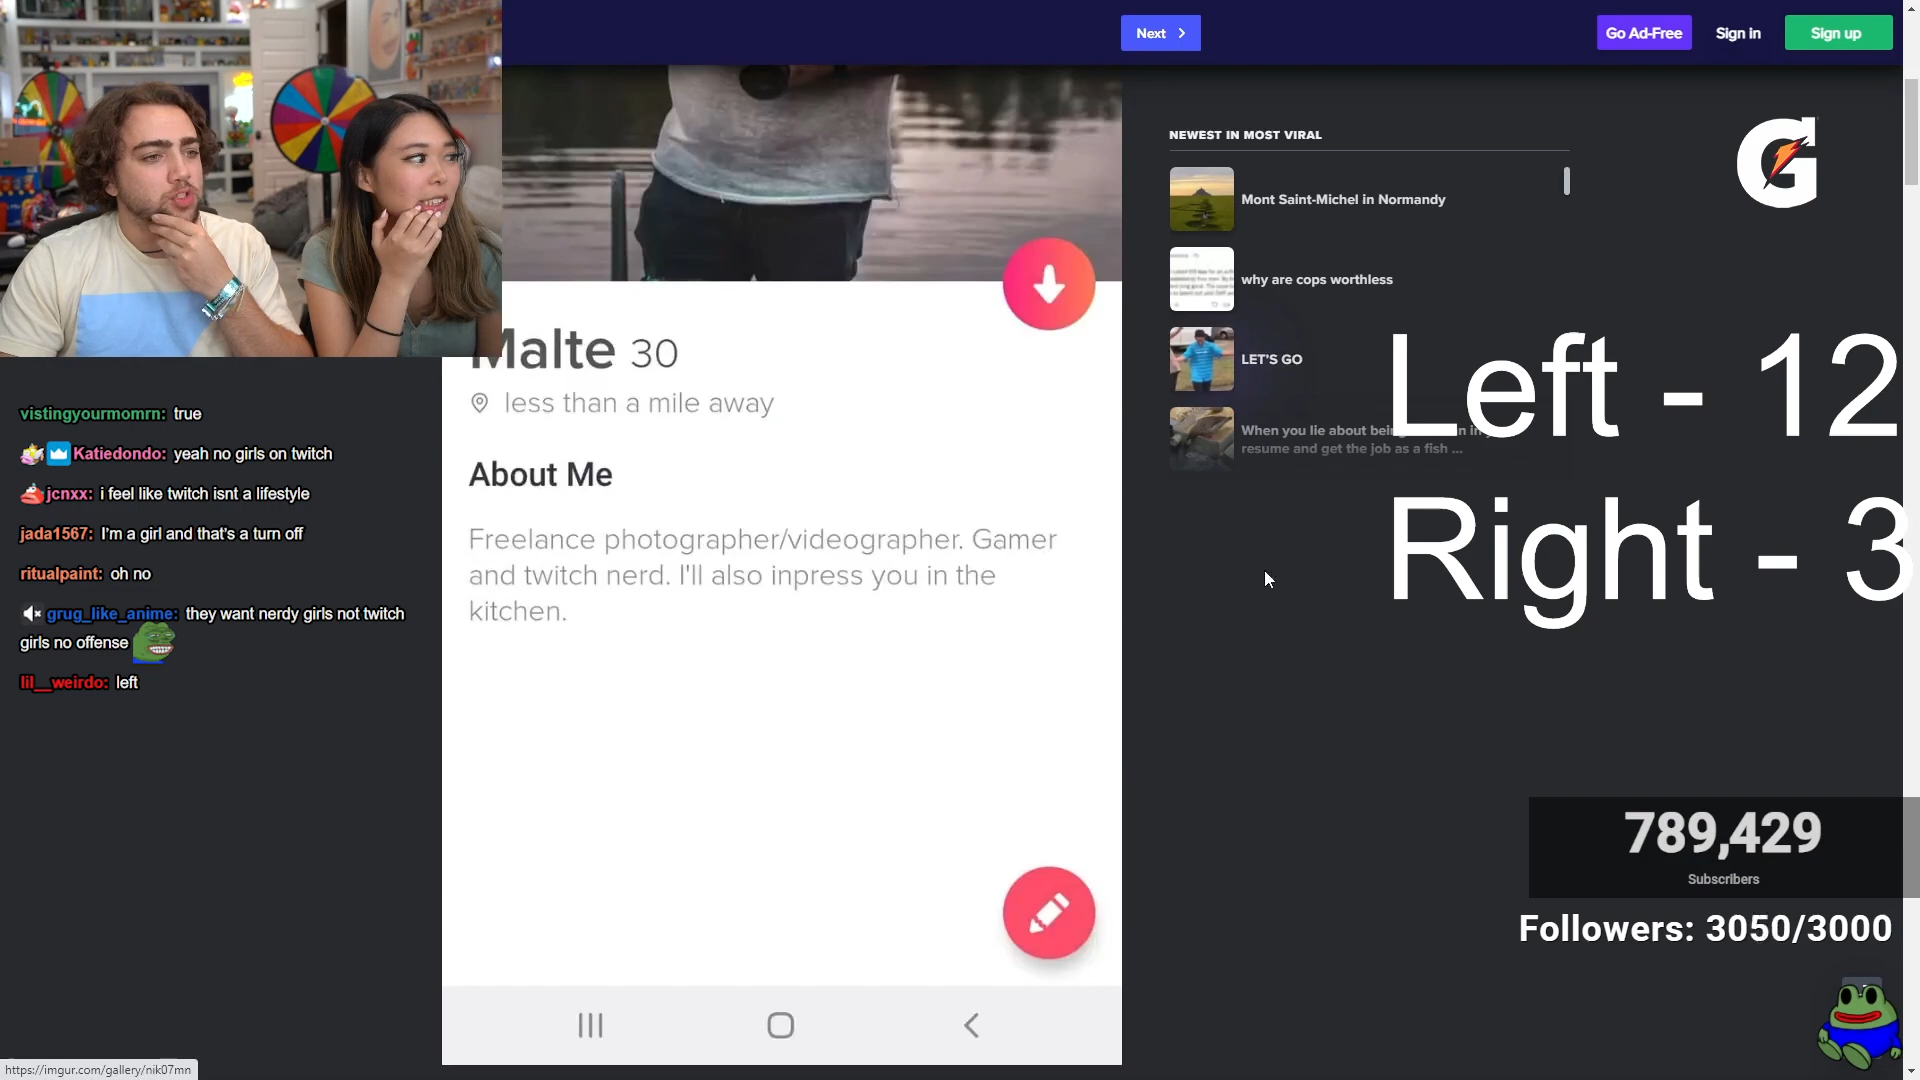 Next
Go Ad-Free
Sign in
Sign up
NEWEST IN MOST VIRAL
Mont Saint-Michel in Normandy
why are cops worthless
LET'S GO
When you lie about
resume and get the job as a fish ...
Left - 12
Right - 3
Malte 30
less than a mile away
About Me
Freelance photographer/videographer. Gamer
and twitch nerd. I'll also inpress you in the
kitchen.
vistingyourmomrn: true
Katiedondo: yeah no girls on twitch
jcnxx: i feel like twitch isnt a lifestyle
jada1567: I'm a girl and that's a turn off
ritualpaint: oh no
grug_like_anime: they want nerdy girls not twitch
girls no offense
lil__weirdo: left
789,429
Subscribers
Followers: 3050/3000
https://imgur.com/gallery/nik07mn